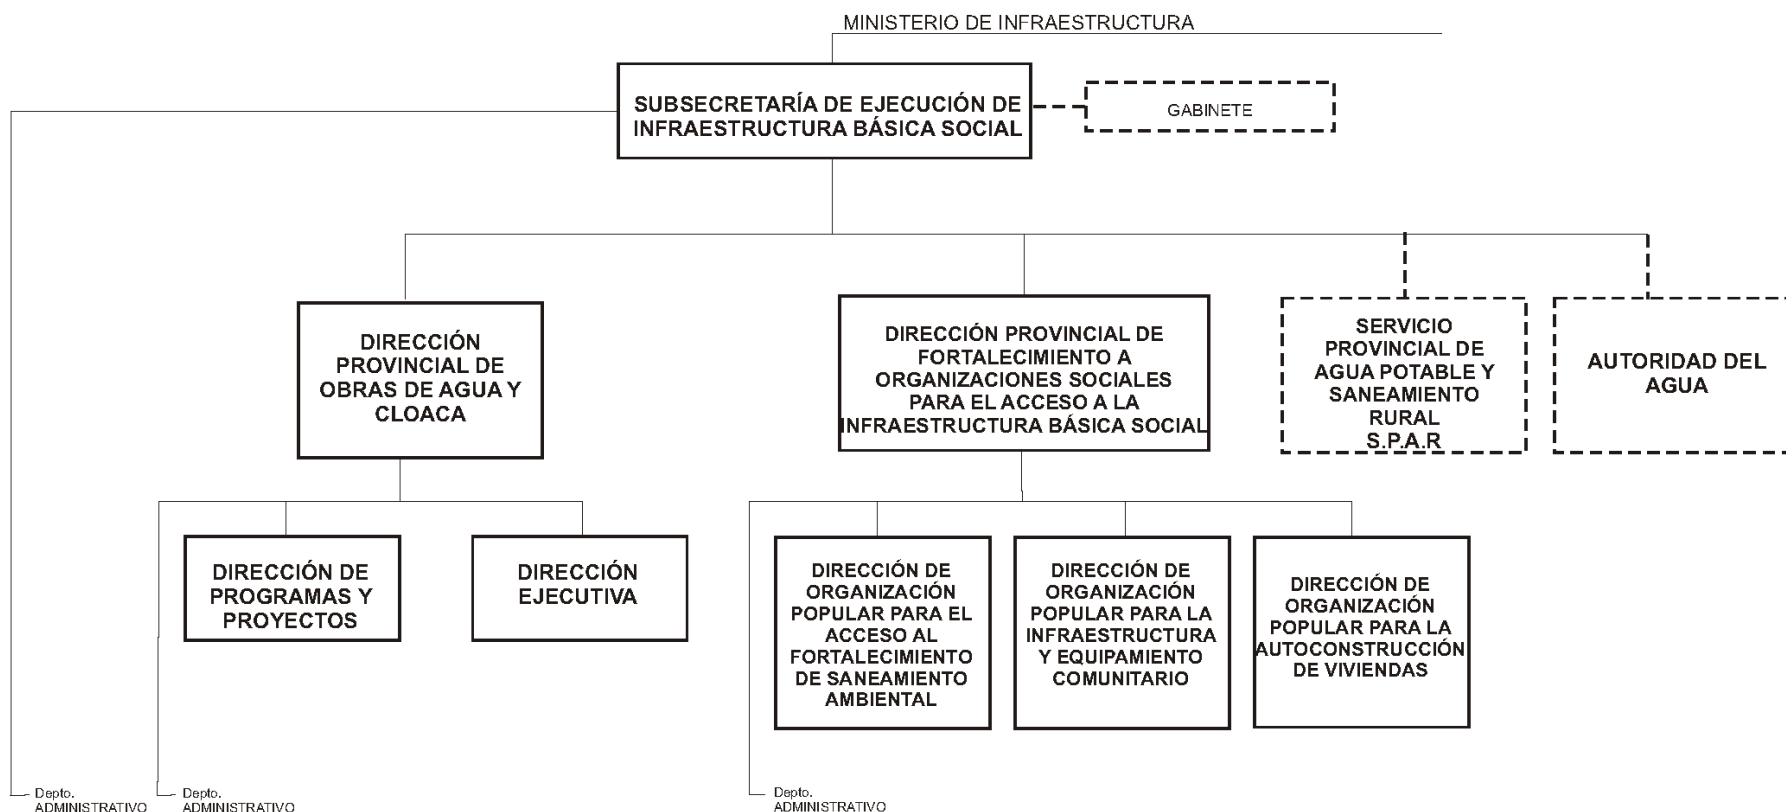 MINISTERIO DE INFRAESTRUCTURA
SUBSECRETARÍA DE EJECUCIÓN DE
INFRAESTRUCTURA BÁSICA SOCIAL
GABINETE
DIRECCIÓN
PROVINCIAL DE
OBRAS DE AGUA Y
CLOACA
DIRECCIÓN PROVINCIAL DE
FORTALECIMIENTO A
ORGANIZACIONES SOCIALES
PARA EL ACCESO A LA
INFRAESTRUCTURA BÁSICA SOCIAL
SERVICIO
PROVINCIAL DE
AGUA POTABLE Y
SANEAMIENTO
RURAL
S.P.A.R
AUTORIDAD DEL
AGUA
DIRECCIÓN DE
PROGRAMAS Y
PROYECTOS
DIRECCIÓN
EJECUTIVA
DIRECCIÓN DE
ORGANIZACIÓN
POPULAR PARA EL
ACCESO AL
FORTALECIMIENTO
DE SANEAMIENTO
AMBIENTAL
DIRECCIÓN DE
ORGANIZACIÓN
POPULAR PARA LA
INFRAESTRUCTURA
Y EQUIPAMIENTO
COMUNITARIO
DIRECCIÓN DE
ORGANIZACIÓN
POPULAR PARA LA
AUTOCONSTRUCCIÓN
DE VIVIENDAS
Depto.
ADMINISTRATIVO
Depto.
ADMINISTRATIVO
Depto.
ADMINISTRATIVO